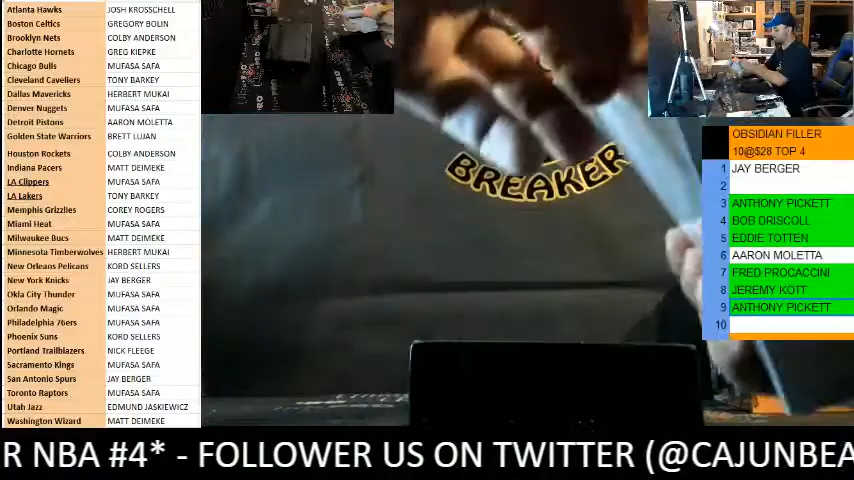 Atlanta Hawks JOSH KROSSCHELL
Boston Celtics GREGORY BOLIN
Brooklyn Nets COLBY ANDERSON
Charlotte Hornets GREG KIEPKE
Chicago Bulls MUFASA SAFA
Cleveland Cavaliers TONY BARKEY
Dallas Mavericks HERBERT MUKAI
Denver Nuggets MUFASA SAFA
Detroit Pistons AARON MOLETTA
Golden State Warriors BRETT LUJAN
Houston Rockets COLBY ANDERSON
Indiana Pacers MATT DEIMEKE
LA Clippers MUFASA SAFA
LA Lakers TONY BARKEY
Memphis Grizzlies COREY ROGERS
Miami Heat MUFASA SAFA
Milwaukee Bucs MATT DEIMEKE
Minnesota Timberwolves HERBERT MUKAI
New Orleans Pelicans KORD SELLERS
New York Knicks JAY BERGER
Okla City Thunder MUFASA SAFA
Orlando Magic MUFASA SAFA
Philadelphia 76ers MUFASA SAFA
Phoenix Suns KORD SELLERS
Portland Trailblazers NICK FLEEGE
Sacramento Kings MUFASA SAFA
San Antonio Spurs JAY BERGER
Toronto Raptors MUFASA SAFA
Utah Jazz EDMUND JASKIEWICZ
Washington Wizard MATT DEIMEKE
BREAKER
OBSIDIAN FILLER
10@$28 TOP 4
1 JAY BERGER
2
3 ANTHONY PICKETT
4 BOB DRISCOLL
5 EDDIE TOTTEN
6 AARON MOLETTA
7 FRED PROCACCINI
8 JEREMY KOTT
9 ANTHONY PICKETT
10
R NBA #4* - FOLLOWER US ON TWITTER (@CAJUNBEA